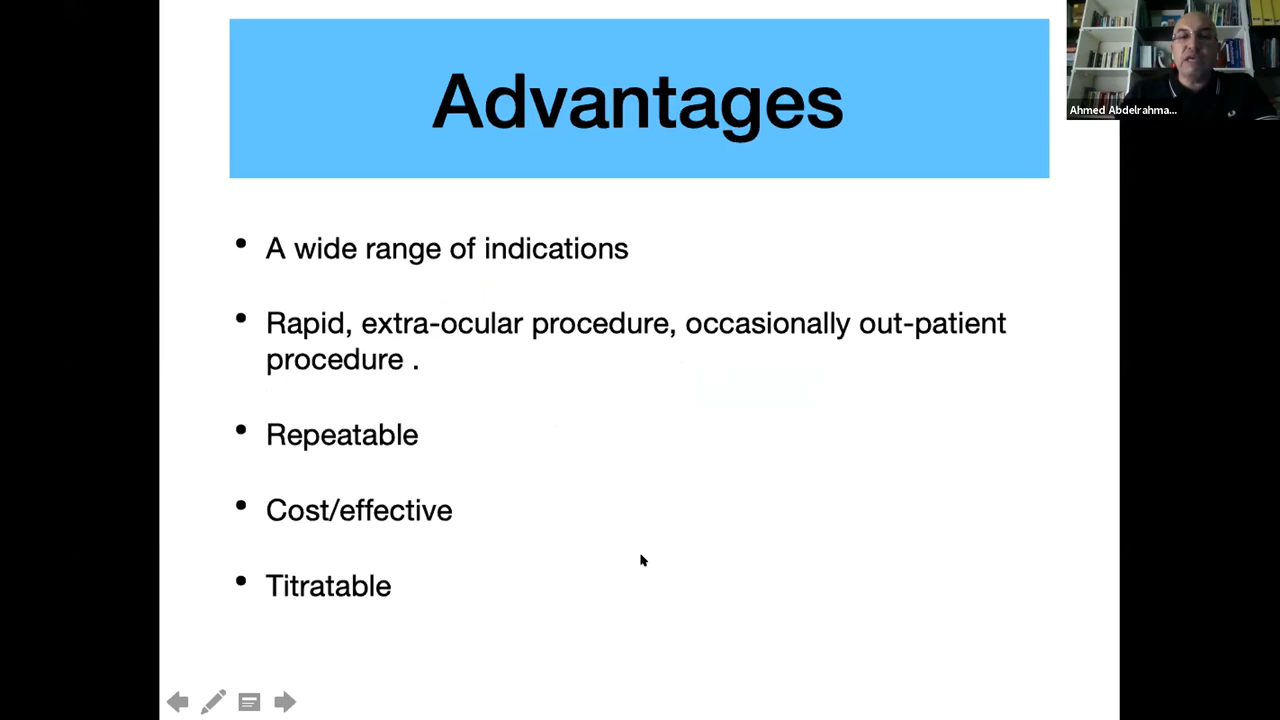 Advantages
Ahmed Abdelrahma...
• A wide range of indications
• Rapid, extra-ocular procedure, occasionally out-patient
procedure .
• Repeatable
• Cost/effective
• Titratable